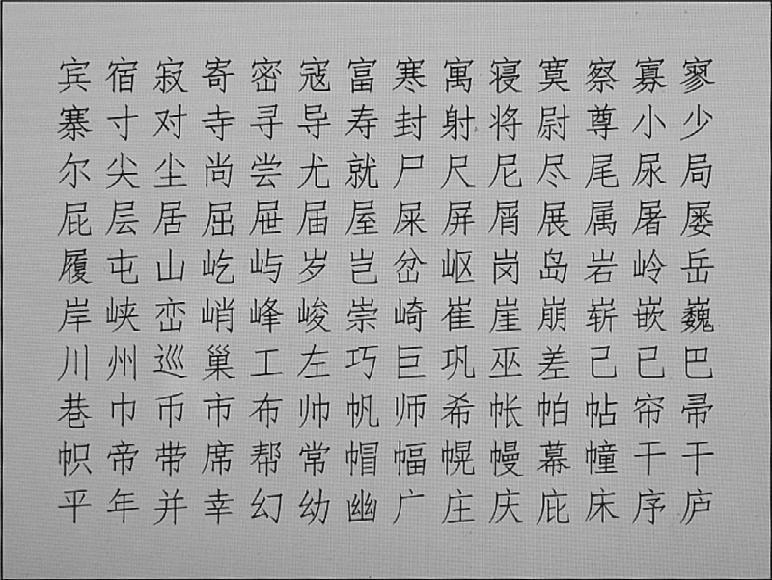 宾宿寂寄密寇富寒寓寝寞察寡寥
寨寸对寺寻导寿封射将尉尊小少
尔尖尘尚尝尤就尸尺尼尽尾尿局
屁层居屈屉届屋屎屏屑展属屠屡
履屯山屹屿岁岂岔岖岗岛岩岭岳
岸峡峦峭峰峻崇崎崔崖崩崭嵌巍
川州巡巢工左巧巨巩巫差己已巴
巷巾币市布帅帆师希帐帕帖帘帚
帜帝带席帮常帽幅幌幔幕幢干干
平年并幸幻幼幽广庄庆庇床序庐